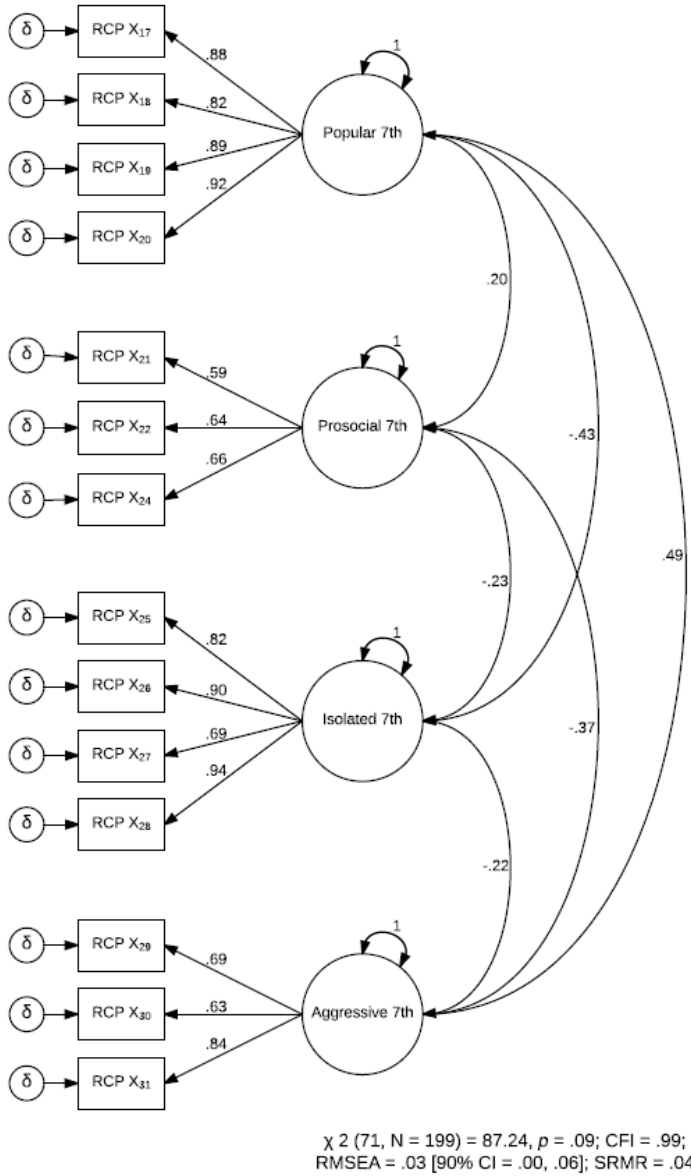 δ RCP X₁₇ .88 1
δ RCP X₁₈ .82
Popular 7th
δ RCP X₁₉ .89
.92
δ RCP X₂₀
.20
δ RCP X₂₁ 1
.59
δ RCP X₂₂ .64 Prosocial 7th -.43
.66
δ RCP X₂₄
.49
-.23
δ RCP X₂₅ 1
.82
δ RCP X₂₆ .90
Isolated 7th -.37
δ RCP X₂₇ .69
.94
δ RCP X₂₈
-.22
δ RCP X₂₉ 1
.69
δ RCP X₃₀ .63 Aggressive 7th
.84
δ RCP X₃₁
χ 2 (71, N = 199) = 87.24, p = .09; CFI = .99;
RMSEA = .03 [90% CI = .00, .06]; SRMR = .04